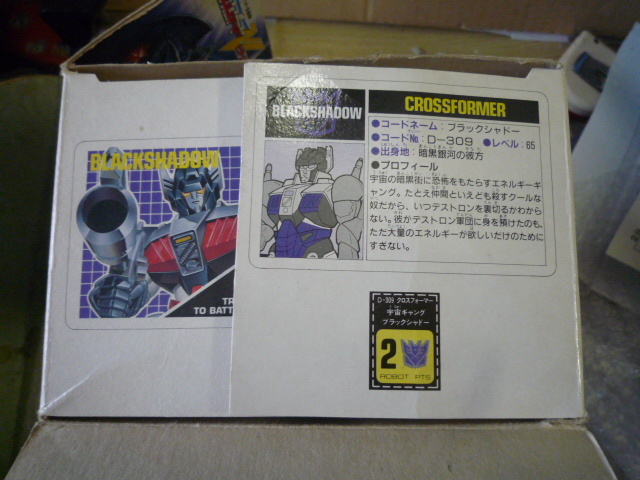 BLACKSHADOW
TR
TO BATT
BLACKSHADOW
CROSSFORMER
●コードネーム：ブラックシャドー
●コードNo.：D-309 ●レベル：65
●出身地：暗黒銀河の彼方
●プロフィール
宇宙の暗黒街に恐怖をもたらすエネルギーギ
ャング。たとえ仲間といえども殺すクールな
奴だから、いつデストロンを裏切るかわから
ない。彼がデストロン軍団に身を預けたのも、
ただ大量のエネルギーが欲しいだけのために
すぎない。
D-309 クロスフォーマー
宇宙ギャング
ブラックシャドー
2
ROBOT PTS